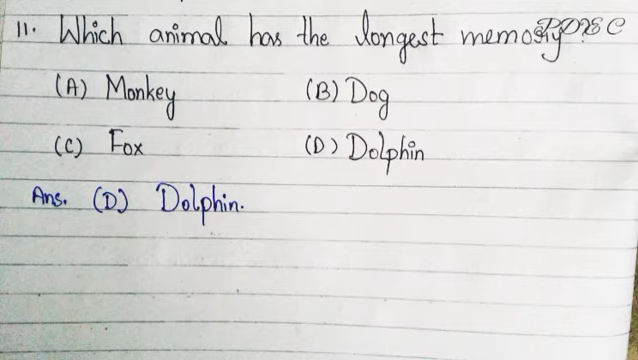 11. Which animal has the longest memory?
(A) Monkey (B) Dog
(C) Fox (D) Dolphin
Ans. (D) Dolphin.